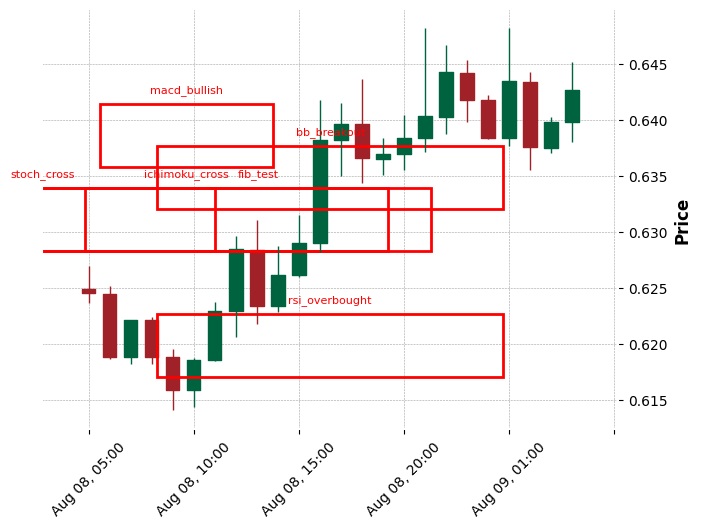 macd_bullish
bb_breakout
stoch_cross
ichimoku_cross
fib_test
rsi_overbought
0.645
0.640
0.635
0.630
0.625
0.620
0.615
Price
Aug 08, 05:00
Aug 08, 10:00
Aug 08, 15:00
Aug 08, 20:00
Aug 09, 01:00